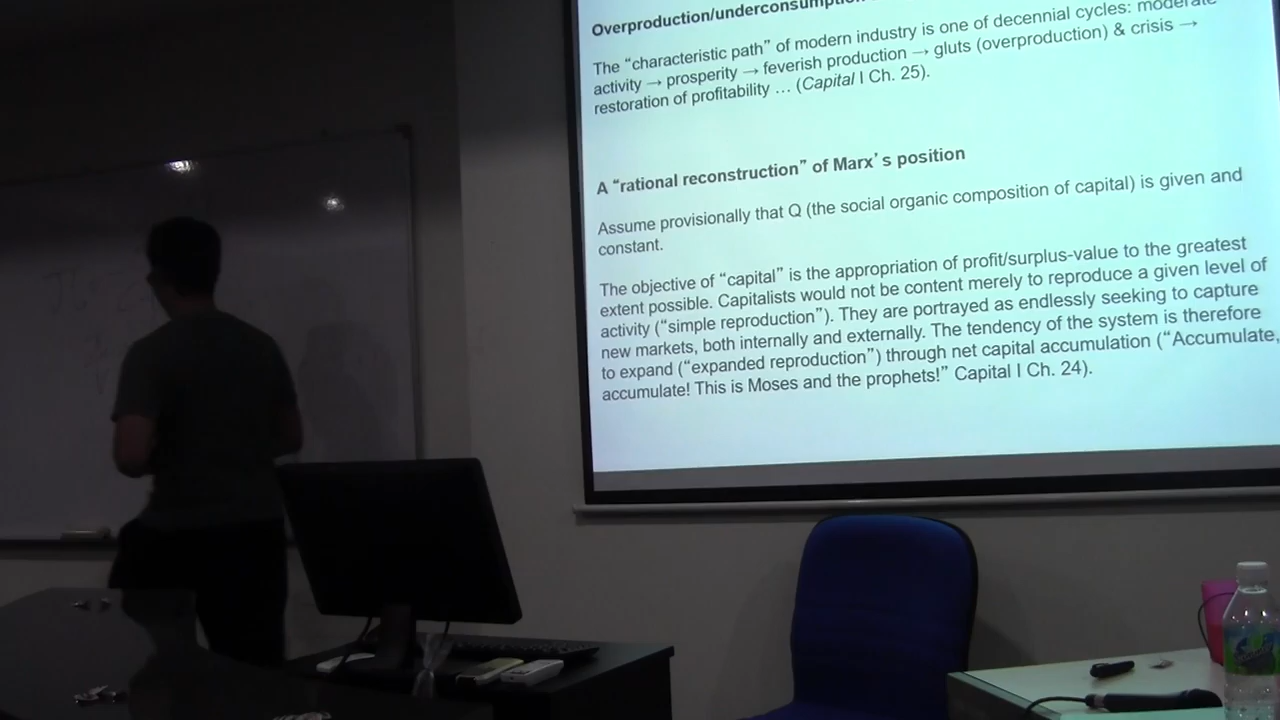 Overproduction/underconsumption
The “characteristic path” of modern industry is one of decennial cycles: moderate
activity → prosperity → feverish production → gluts (overproduction) & crisis →
restoration of profitability … (Capital I Ch. 25).
A “rational reconstruction” of Marx’s position
Assume provisionally that Q (the social organic composition of capital) is given and
constant.
The objective of “capital” is the appropriation of profit/surplus-value to the greatest
extent possible. Capitalists would not be content merely to reproduce a given level of
activity (“simple reproduction”). They are portrayed as endlessly seeking to capture
new markets, both internally and externally. The tendency of the system is therefore
to expand (“expanded reproduction”) through net capital accumulation (“Accumulate,
accumulate! This is Moses and the prophets!” Capital I Ch. 24).